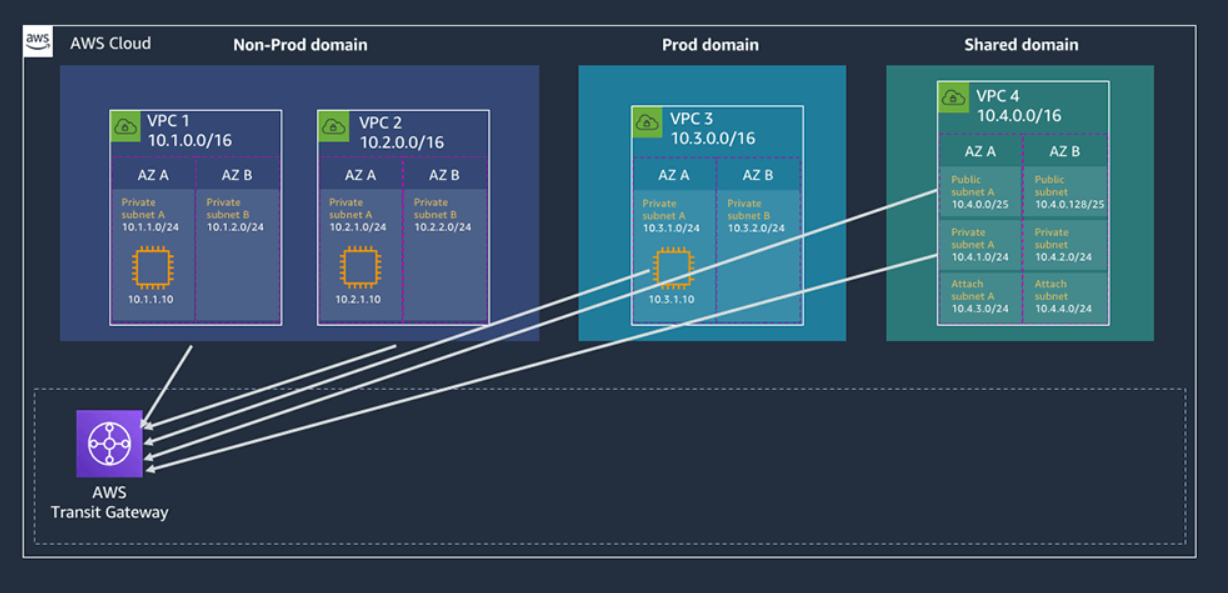 aws
AWS Cloud
Non-Prod domain
Prod domain
Shared domain
VPC 1
10.1.0.0/16
AZ A
AZ B
Private
subnet A
10.1.1.0/24
Private
subnet B
10.1.2.0/24
10.1.1.10
VPC 2
10.2.0.0/16
AZ A
AZ B
Private
subnet A
10.2.1.0/24
Private
subnet B
10.2.2.0/24
10.2.1.10
VPC 3
10.3.0.0/16
AZ A
AZ B
Private
subnet A
10.3.1.0/24
Private
subnet B
10.3.2.0/24
10.3.1.10
VPC 4
10.4.0.0/16
AZ A
AZ B
Public
subnet A
10.4.0.0/25
Public
subnet
10.4.0.128/25
Private
subnet A
10.4.1.0/24
Private
subnet
10.4.2.0/24
Attach
subnet A
10.4.3.0/24
Attach
subnet
10.4.4.0/24
AWS
Transit Gateway